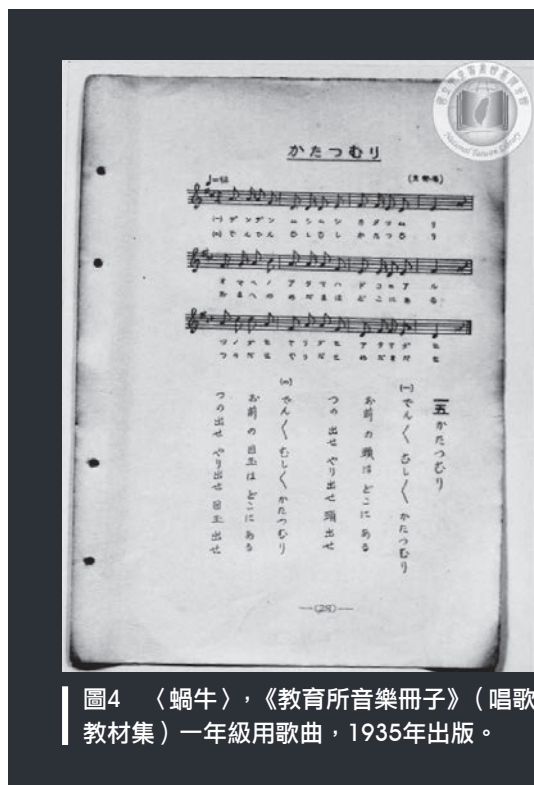 かたつむり
(文部省)
(一)デンデン ムシムシ カタツム リ
(二)でんでん むしむし かたつむ り
オマヘノ アタマハ ドコニア ル
おまへの めだまは どこにあ る
ツノダセ ヤリダセ アタマダ セ
つのだせ やりだせ めだまだ せ
一五 かたつむり
(一)でん〱 むし〱 かたつむり
お前 の 頭は どこに ある
つの 出せ やり出せ 頭 出せ
(二)でん〱 むし〱 かたつむり
お前 の 目玉は どこに ある
つの 出せ やり出せ 目玉 出せ
—(28)—
National Taiwan Library
圖4 〈蝸牛〉,《教育所音樂冊子》(唱歌
教材集)一年級用歌曲,1935年出版。